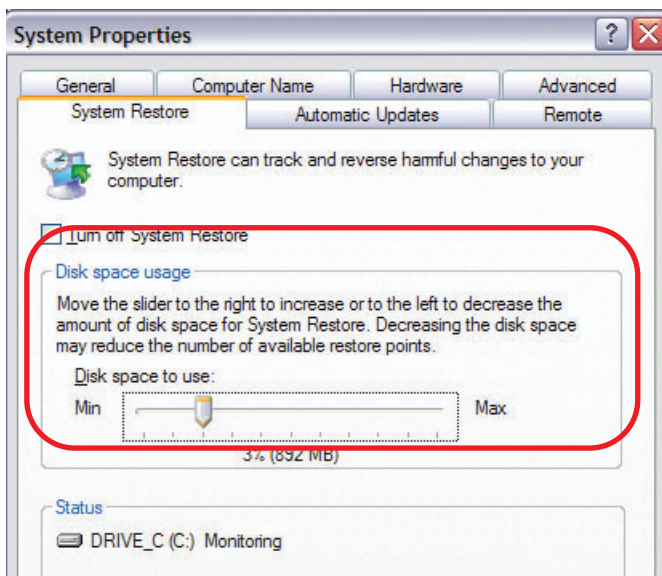 System Properties
?
General Computer Name Hardware Advanced
System Restore Automatic Updates Remote
System Restore can track and reverse harmful changes to your
computer.
Turn off System Restore
Disk space usage
Move the slider to the right to increase or to the left to decrease the
amount of disk space for System Restore. Decreasing the disk space
may reduce the number of available restore points.
Disk space to use:
Min Max
3% (892 MB)
Status
DRIVE_C (C:) Monitoring